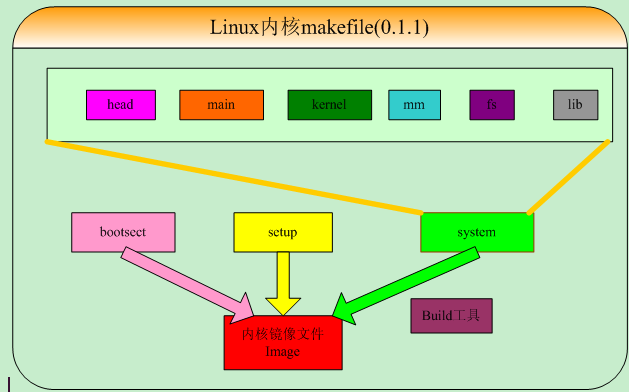 Linux内核makefile(0.1.1)
head main kernel mm fs lib
bootsect setup system
Build工具
内核镜像文件
Image